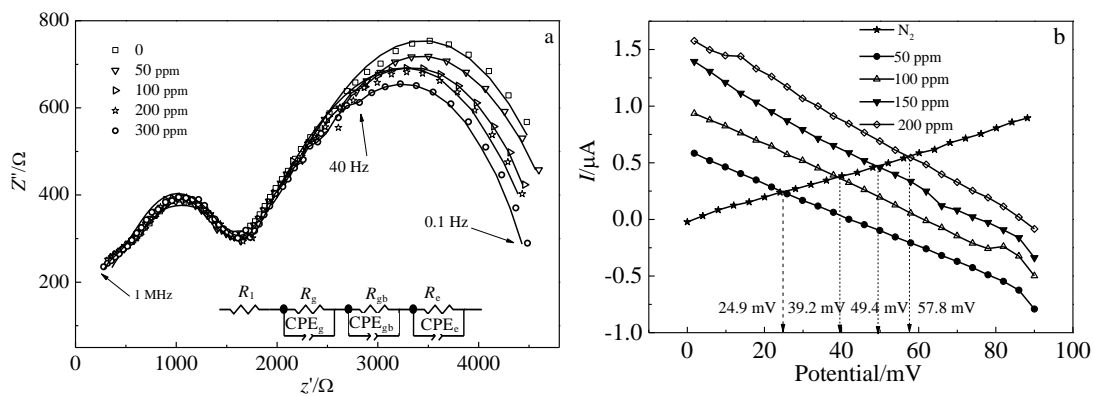 800
600
400
200
Z''/Ω
0
1000
2000
3000
4000
z'/Ω
a
0
50 ppm
100 ppm
200 ppm
300 ppm
40 Hz
0.1 Hz
1 MHz
R1 Rg Rgb Re
CPEg CPEgb CPEe
b
N2
50 ppm
100 ppm
150 ppm
200 ppm
1.5
1.0
0.5
0.0
-0.5
-1.0
I/μA
24.9 mV 39.2 mV 49.4 mV 57.8 mV
0 20 40 60 80 100
Potential/mV